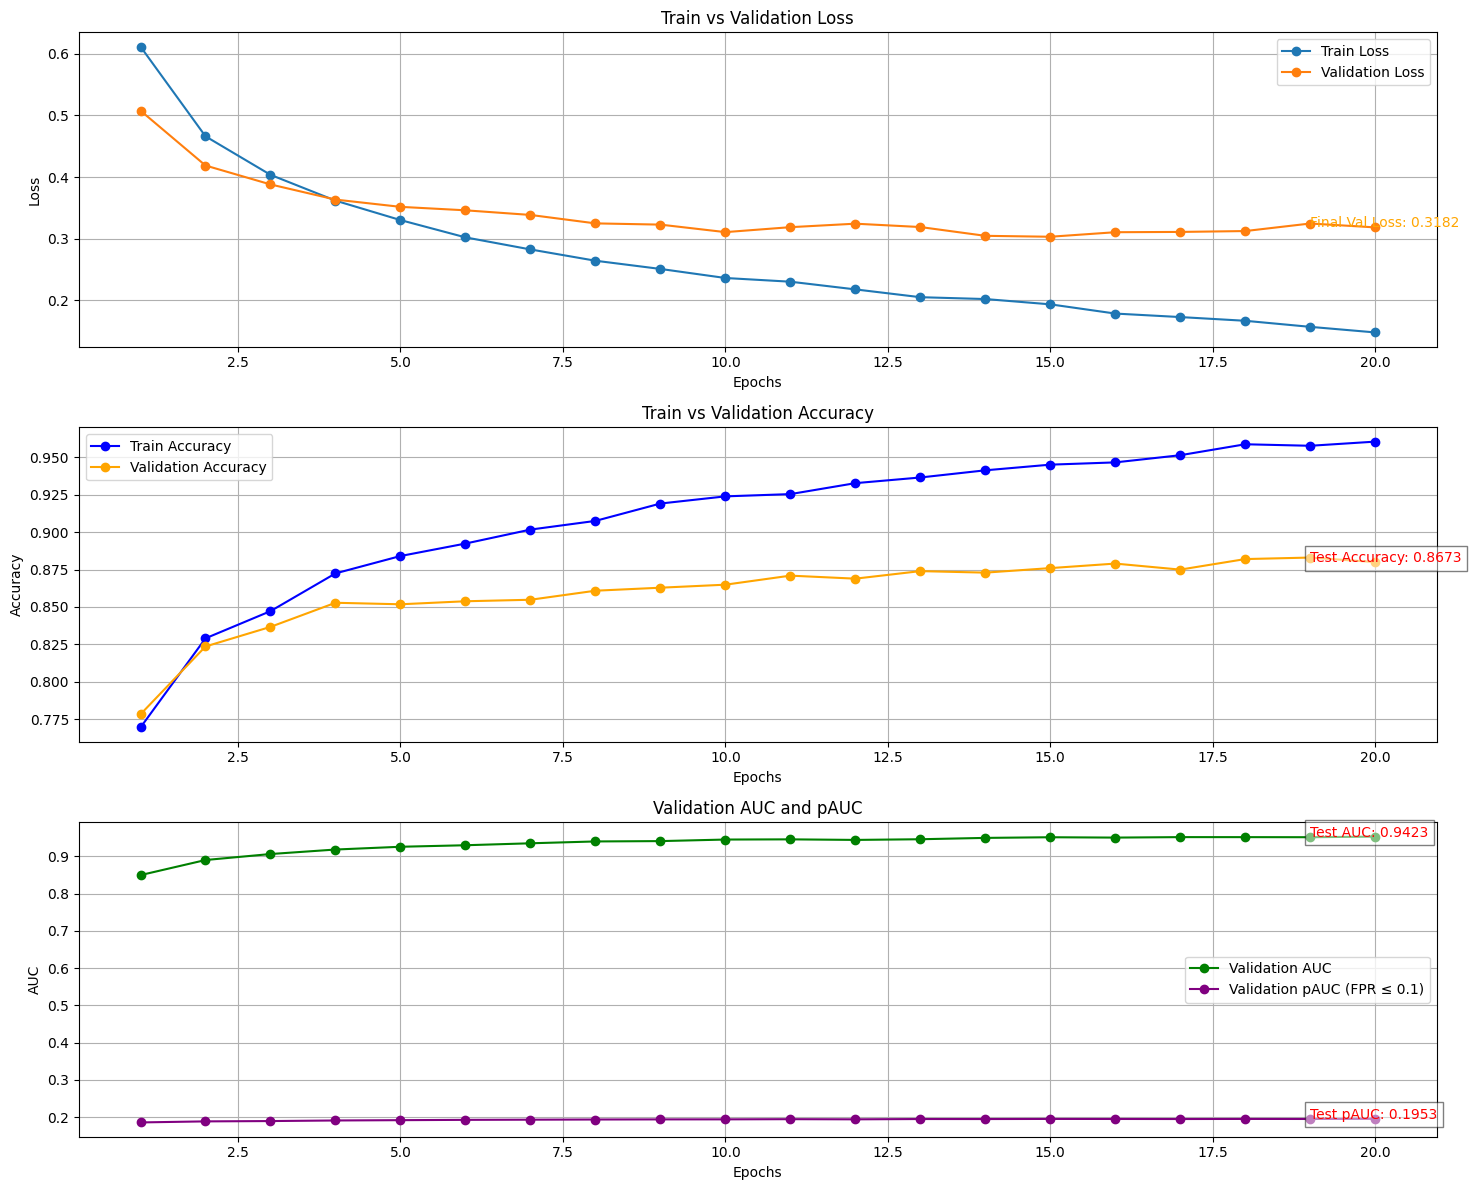 Train vs Validation Loss
Loss
0.6
0.5
0.4
0.3
0.2
Train Loss
Validation Loss
Final Val Loss: 0.3182
2.5 5.0 7.5 10.0 12.5 15.0 17.5 20.0
Epochs
Train vs Validation Accuracy
Accuracy
0.950
0.925
0.900
0.875
0.850
0.825
0.800
0.775
Train Accuracy
Validation Accuracy
Test Accuracy: 0.8673
2.5 5.0 7.5 10.0 12.5 15.0 17.5 20.0
Epochs
Validation AUC and pAUC
AUC
0.9
0.8
0.7
0.6
0.5
0.4
0.3
0.2
Test AUC: 0.9423
Validation AUC
Validation pAUC (FPR ≤ 0.1)
Test pAUC: 0.1953
2.5 5.0 7.5 10.0 12.5 15.0 17.5 20.0
Epochs